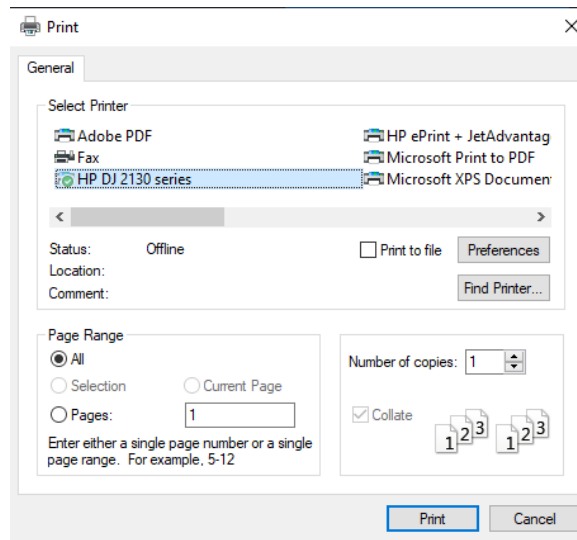 Print
General
Select Printer
Adobe PDF
Fax
HP DJ 2130 series
HP ePrint + JetAdvantag
Microsoft Print to PDF
Microsoft XPS Documen
Status: Offline
Location:
Comment:
Print to file
Preferences
Find Printer...
Page Range
All
Selection
Current Page
Pages: 1
Enter either a single page number or a single
page range. For example, 5-12
Number of copies: 1
Collate
1 2 3 1 2 3
Print
Cancel